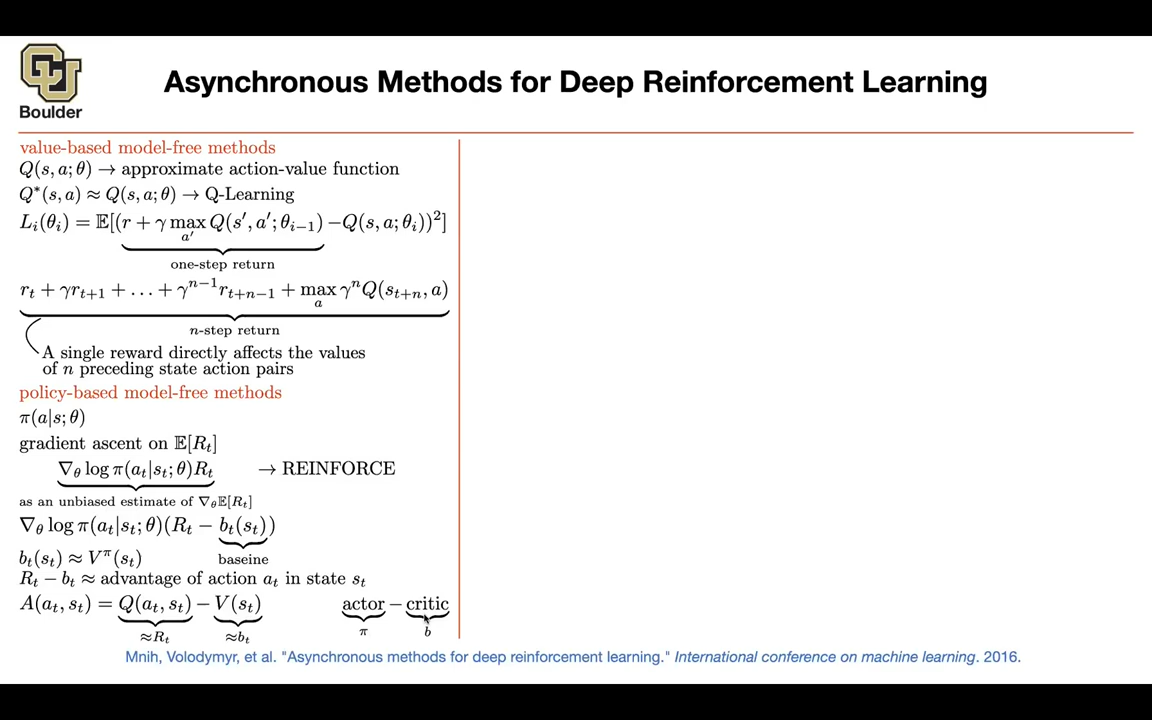 Boulder
Asynchronous Methods for Deep Reinforcement Learning
value-based model-free methods
Q(s, a; θ) → approximate action-value function
Q*(s, a) ≈ Q(s, a; θ) → Q-Learning
L_i(θ_i) = 𝔼[(r + γ max_{a′} Q(s′, a′; θ_{i−1}) − Q(s, a; θ_i))²]
one-step return
r_t + γr_{t+1} + … + γ^{n−1}r_{t+n−1} + max_a γ^n Q(s_{t+n}, a)
n-step return
A single reward directly affects the values
of n preceding state action pairs
policy-based model-free methods
π(a|s; θ)
gradient ascent on 𝔼[R_t]
∇_θ log π(a_t|s_t; θ)R_t → REINFORCE
as an unbiased estimate of ∇_θ𝔼[R_t]
∇_θ log π(a_t|s_t; θ)(R_t − b_t(s_t))
b_t(s_t) ≈ V^π(s_t) baseine
R_t − b_t ≈ advantage of action a_t in state s_t
A(a_t, s_t) = Q(a_t, s_t) − V(s_t) actor − critic
≈R_t ≈b_t π b
Mnih, Volodymyr, et al. "Asynchronous methods for deep reinforcement learning." International conference on machine learning. 2016.